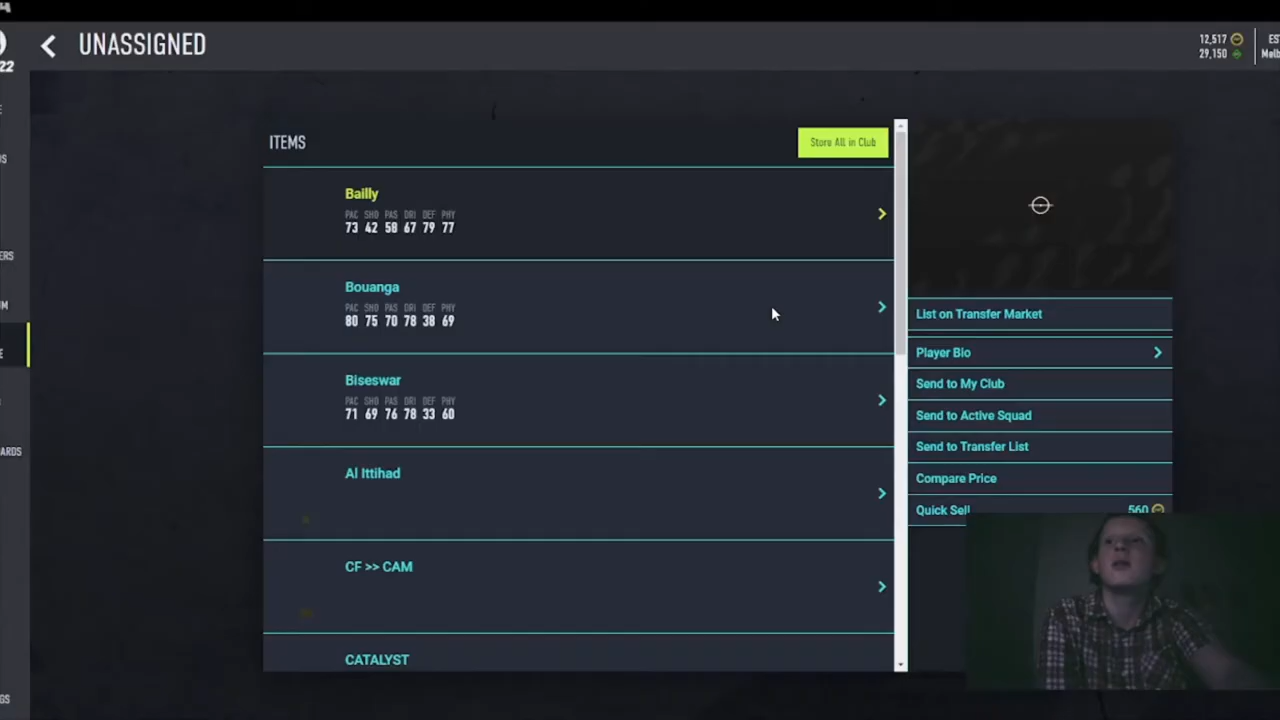 22
UNASSIGNED
12,517
29,150
ITEMS
Store All in Club
Bailly
PAC SHO PAS DRI DEF PHY
73 42 58 67 79 77
Bouanga
PAC SHO PAS DRI DEF PHY
80 75 70 78 38 69
Biseswar
PAC SHO PAS DRI DEF PHY
71 69 76 78 33 60
Al Ittihad
CF >> CAM
CATALYST
List on Transfer Market
Player Bio
Send to My Club
Send to Active Squad
Send to Transfer List
Compare Price
Quick Sell 560